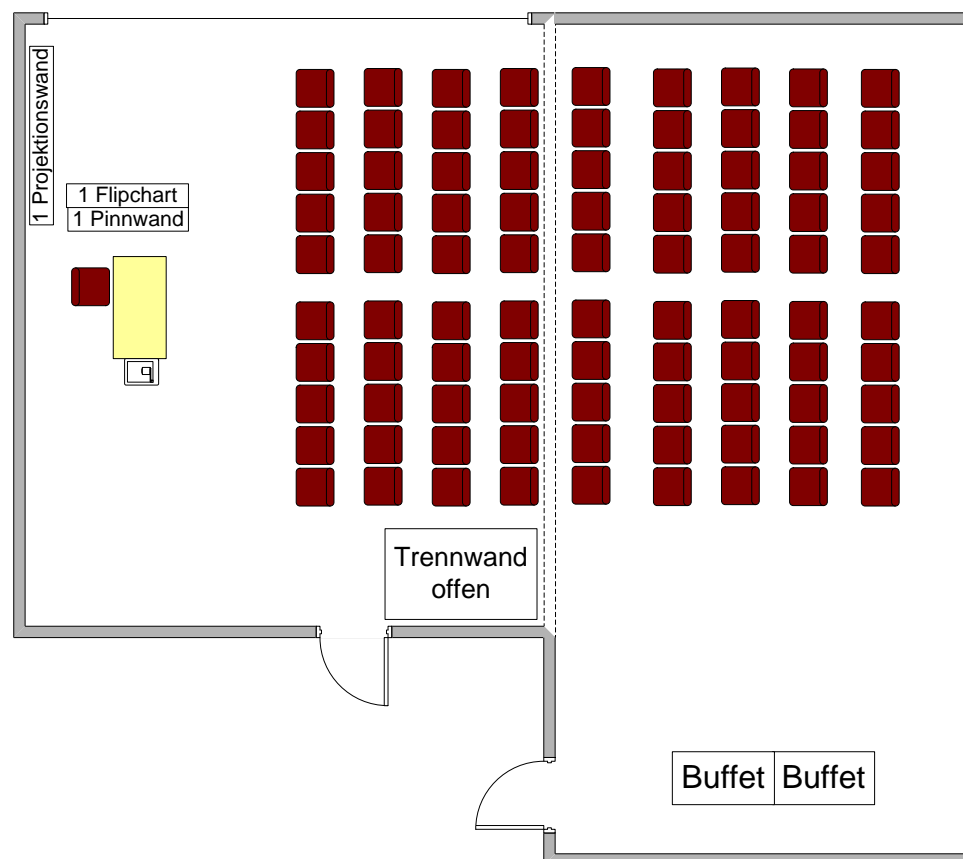 1 Projektionswand
1 Flipchart
1 Pinnwand
Trennwand
offen
Buffet Buffet